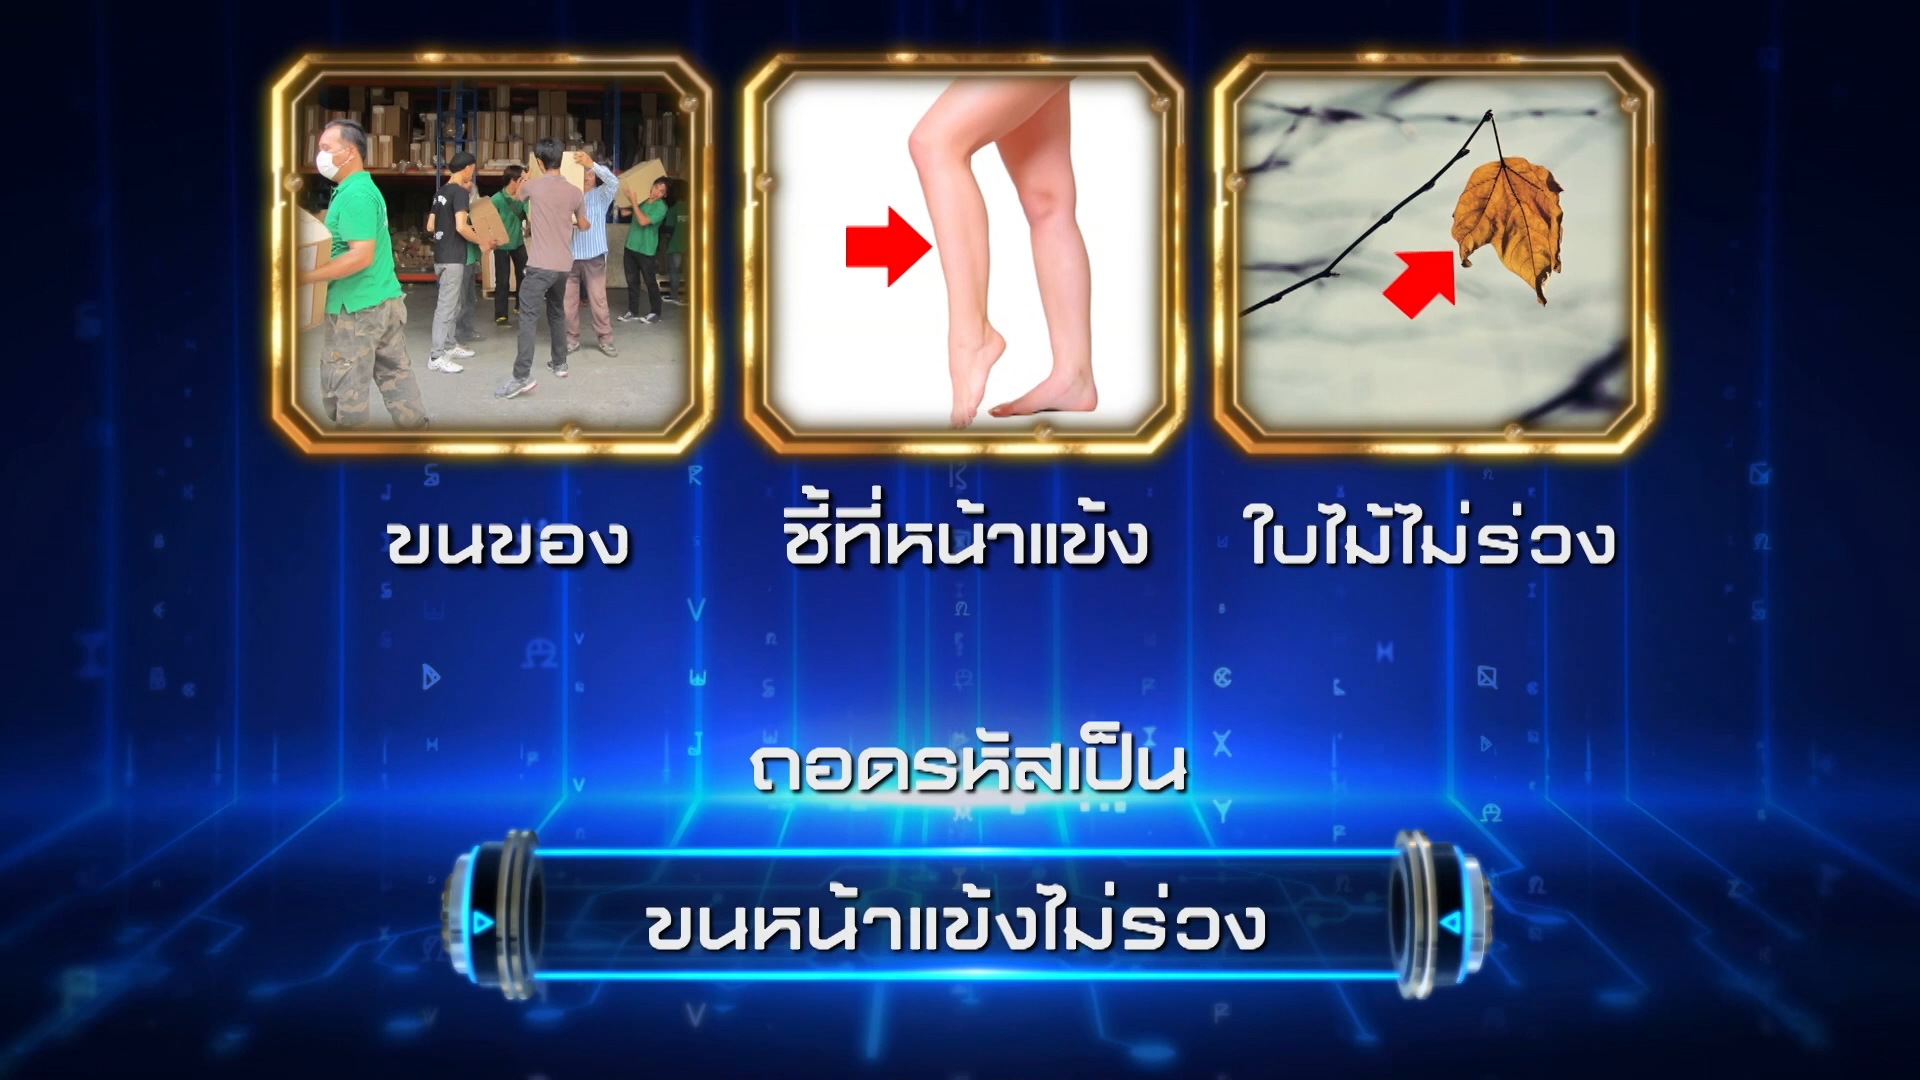 ขนของ
ชี้ที่หน้าแข้ง
ใบไม้ไม่ร่วง
ถอดรหัสเป็น
ขนหน้าแข้งไม่ร่วง